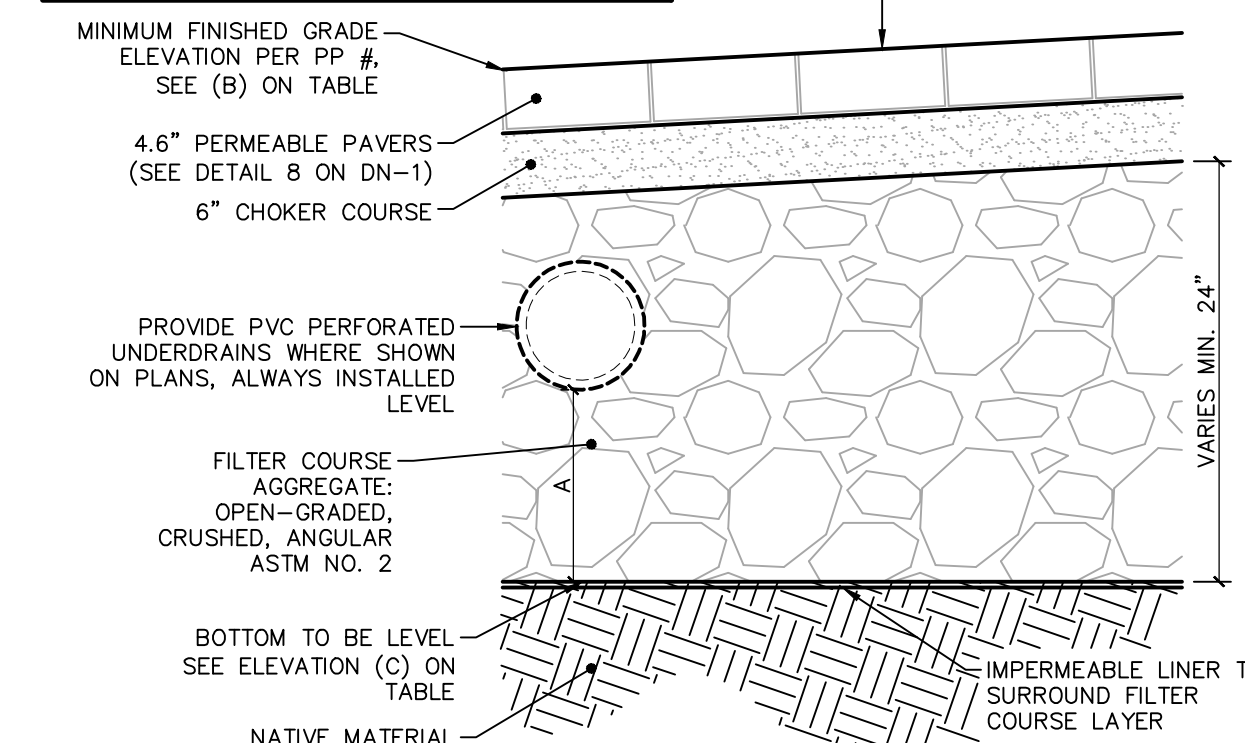 MINIMUM FINISHED GRADE
ELEVATION PER PP #,
SEE (B) ON TABLE
4.6" PERMEABLE PAVERS
(SEE DETAIL 8 ON DN-1)
6" CHOKER COURSE
PROVIDE PVC PERFORATED
UNDERDRAINS WHERE SHOWN
ON PLANS, ALWAYS INSTALLED
LEVEL
FILTER COURSE
AGGREGATE:
OPEN-GRADED,
CRUSHED, ANGULAR
ASTM NO. 2
A
VARIES MIN. 24"
BOTTOM TO BE LEVEL
SEE ELEVATION (C) ON
TABLE
NATIVE MATERIAL
IMPERMEABLE LINER T
SURROUND FILTER
COURSE LAYER